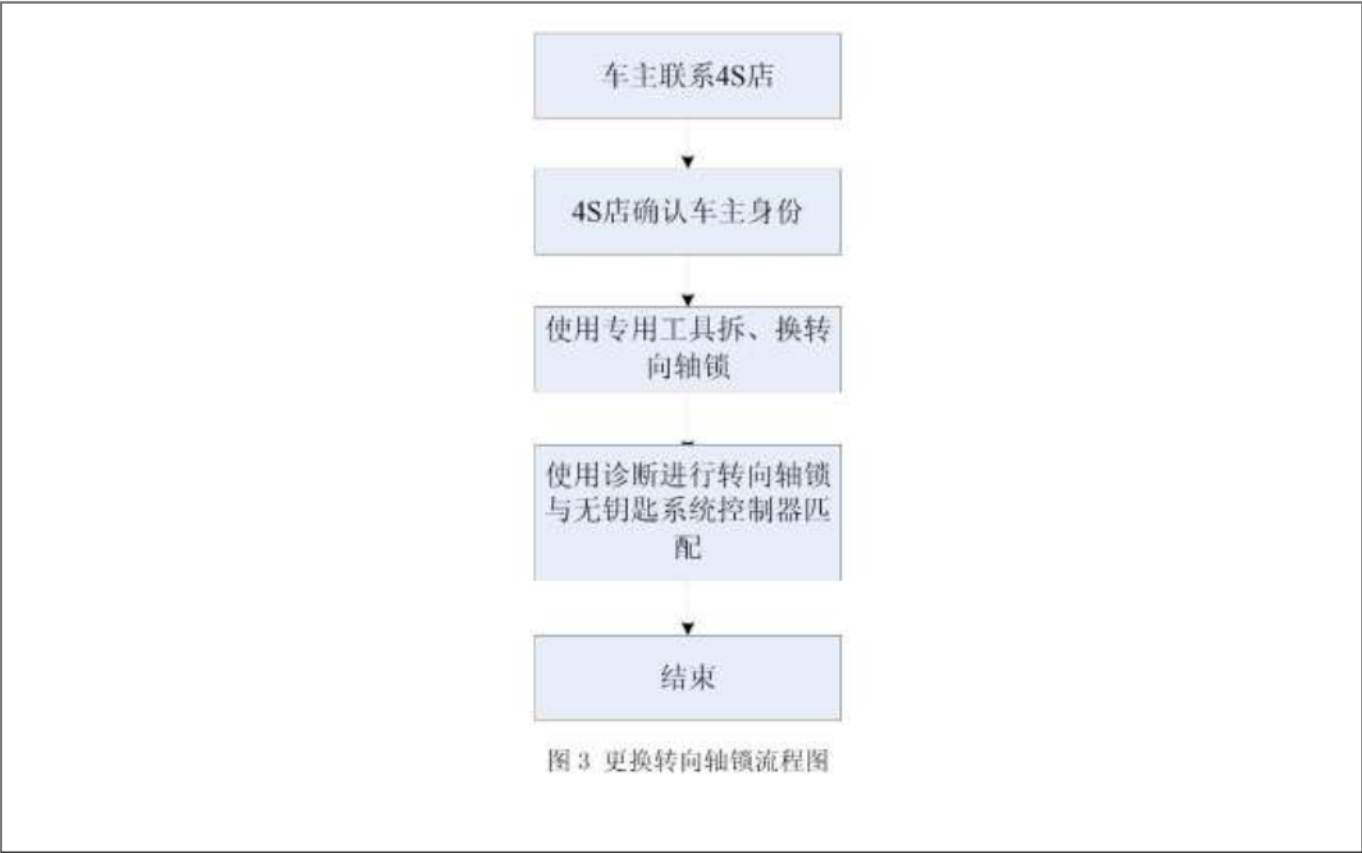 车主联系4S店
4S店确认车主身份
使用专用工具拆、换转
向轴锁
使用诊断进行转向轴锁
与无钥匙系统控制器匹
配
结束
图 3 更换转向轴锁流程图